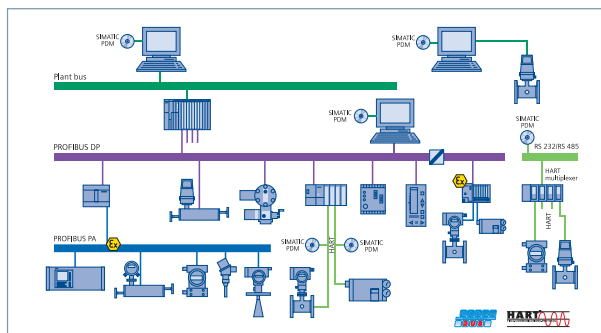 SIMATIC
PDM
SIMATIC
PDM
Plant bus
SIMATIC
PDM
SIMATIC
PDM
PROFIBUS DP
RS 232/RS 485
HART
multiplexer
Ex
Ex
HART
PROFIBUS PA
SIMATIC
PDM
HART
SIMATIC
PDM
HART